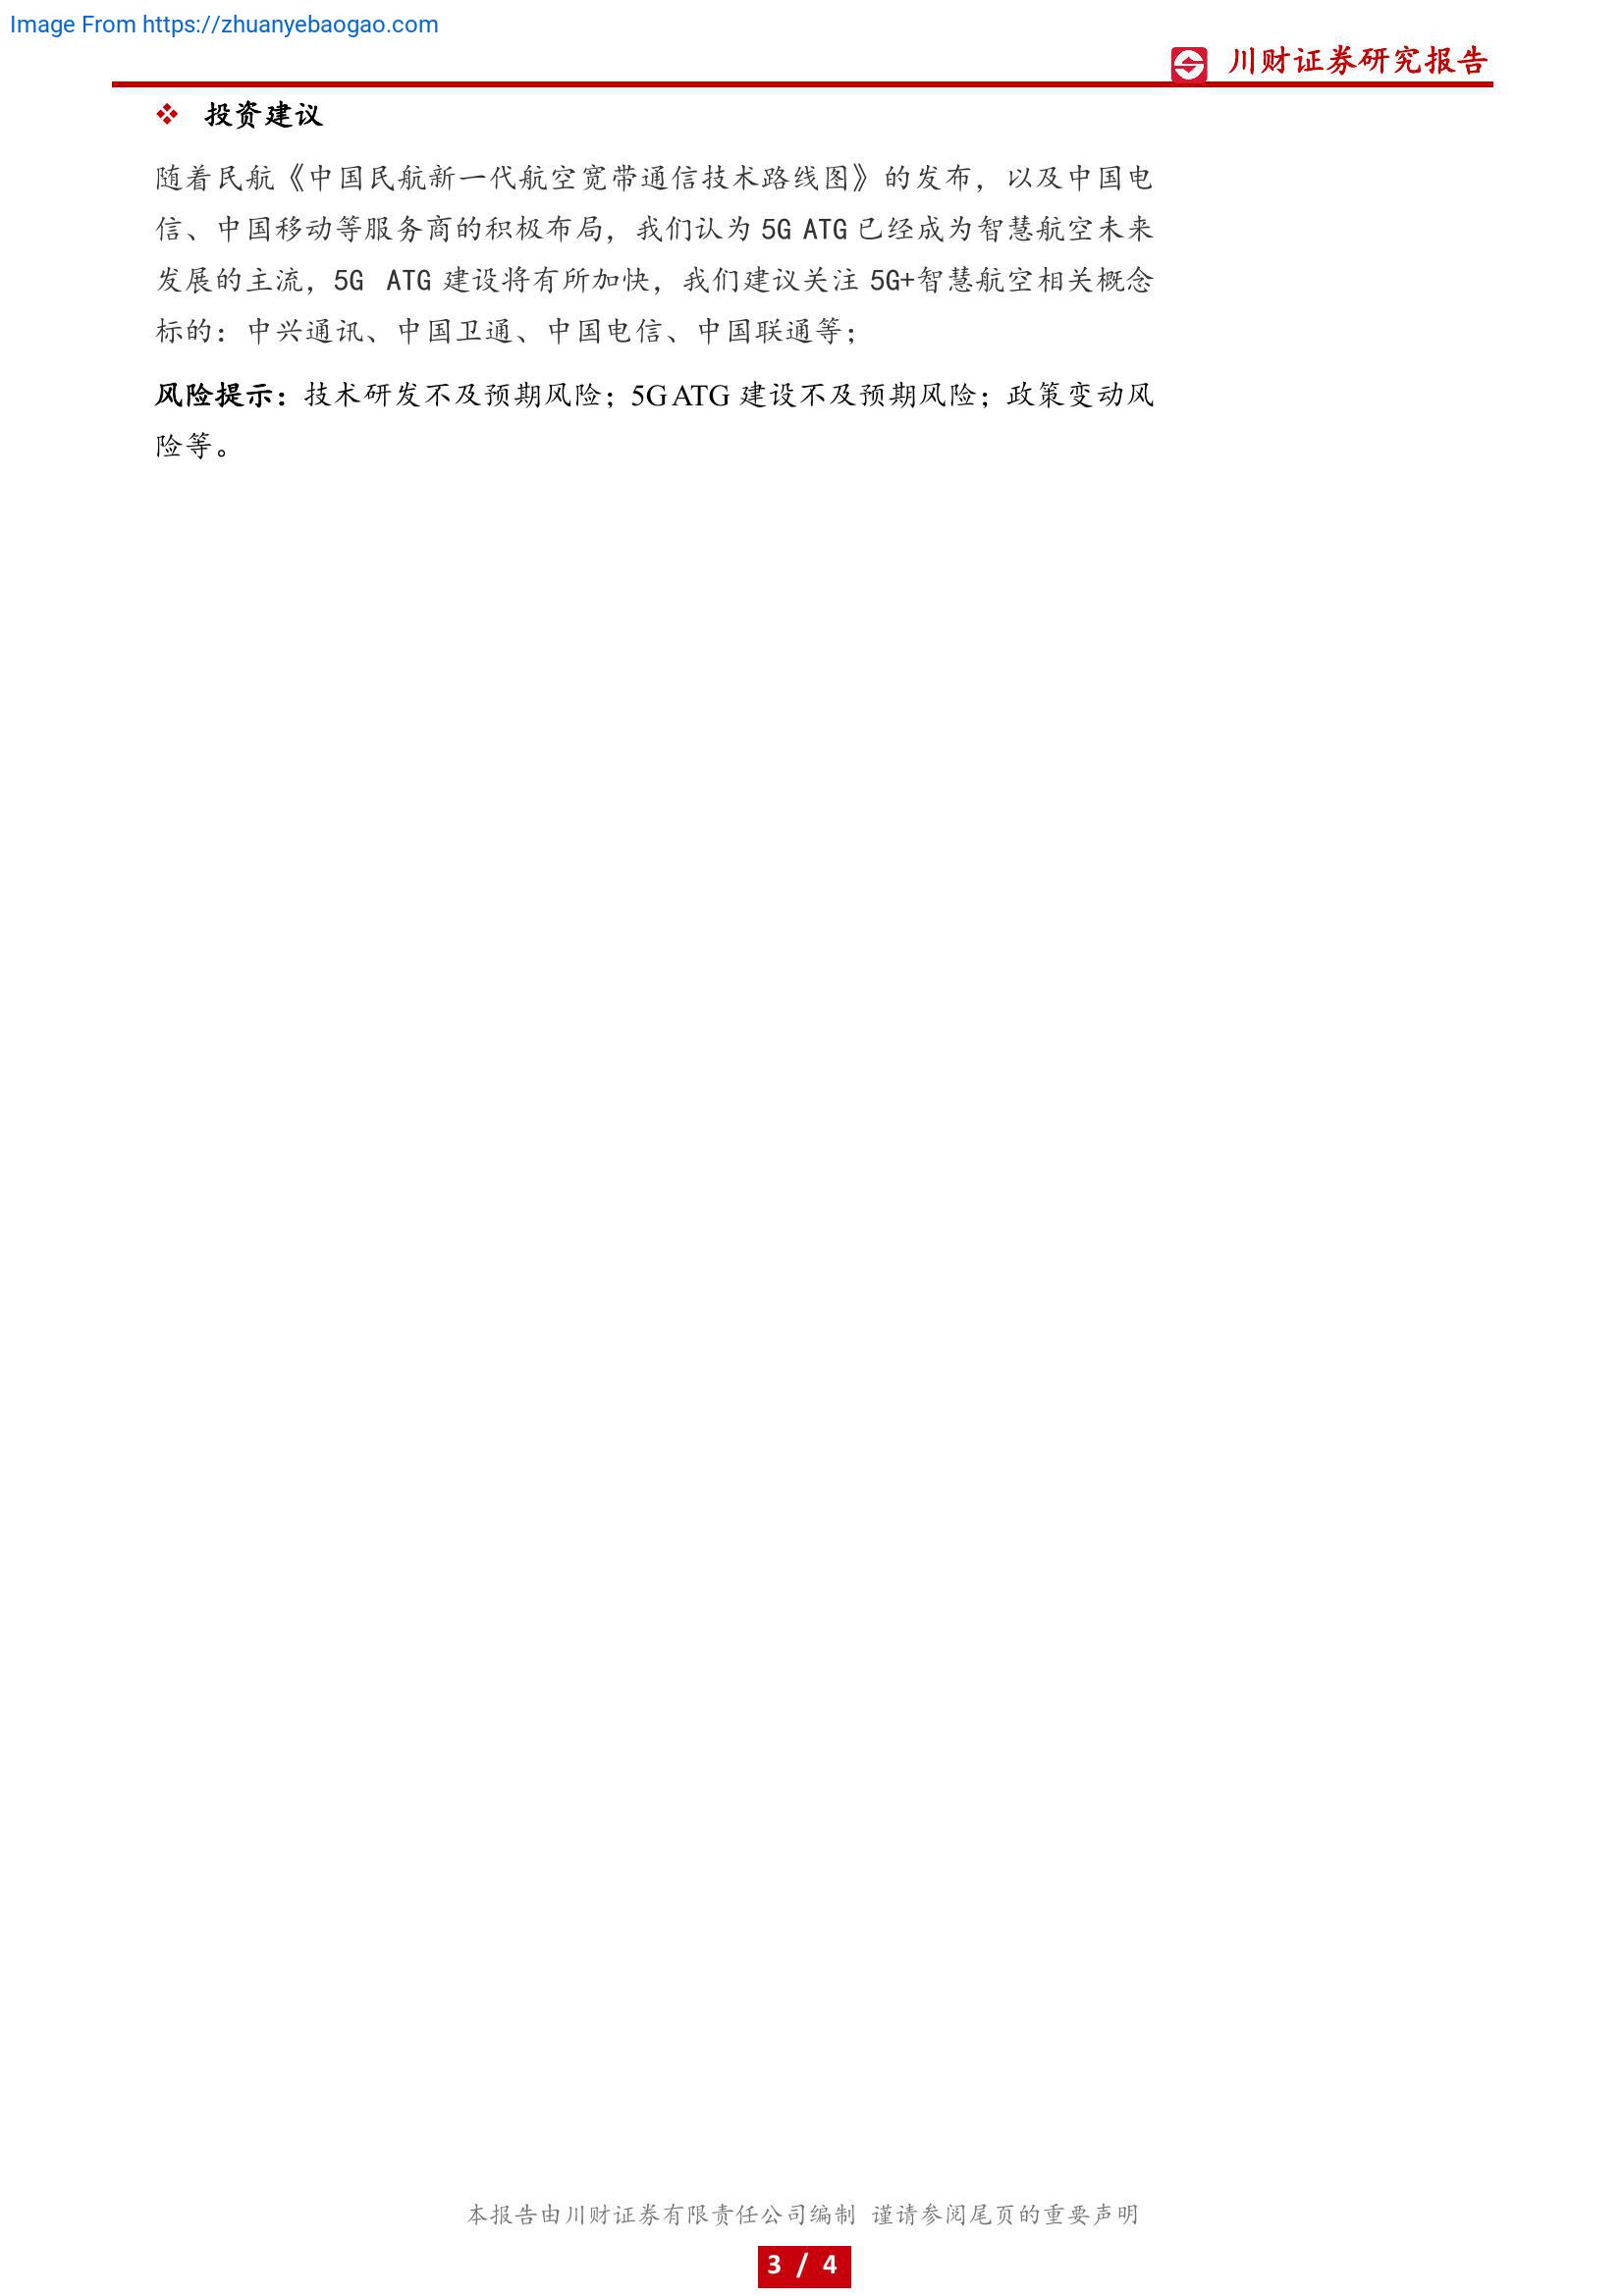 Image From https://zhuanyebaogao.com
川财证券研究报告
❖ 投资建议
随着民航《中国民航新一代航空宽带通信技术路线图》的发布，以及中国电
信、中国移动等服务商的积极布局，我们认为 5G ATG 已经成为智慧航空未来
发展的主流，5G ATG 建设将有所加快，我们建议关注 5G+智慧航空相关概念
标的：中兴通讯、中国卫通、中国电信、中国联通等；
风险提示：技术研发不及预期风险；5G ATG 建设不及预期风险；政策变动风
险等。
本报告由川财证券有限责任公司编制 谨请参阅尾页的重要声明
3 / 4